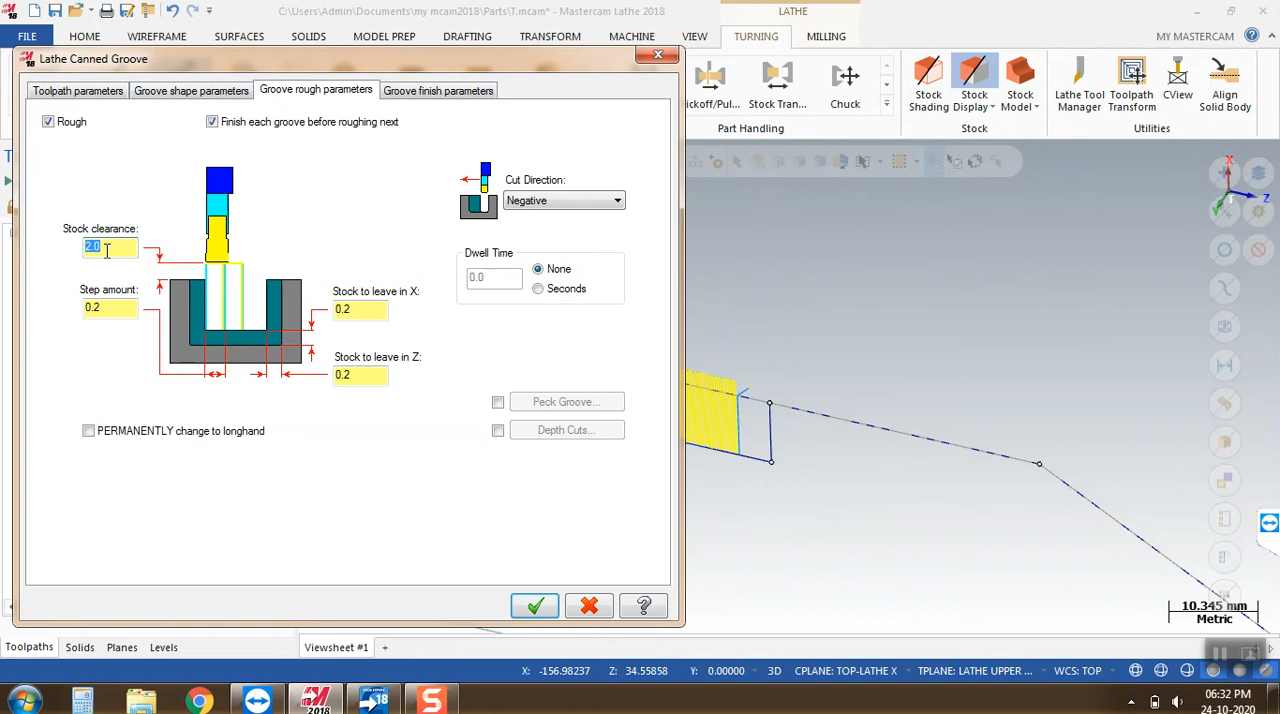 C:\Users\Admin\Documents\my mcam2018\Parts\T.mcam* - Mastercam Lathe 2018
LATHE
FILE HOME WIREFRAME SURFACES SOLIDS MODEL PREP DRAFTING TRANSFORM MACHINE VIEW TURNING MILLING MY MASTERCAM
Lathe Canned Groove
Toolpath parameters Groove shape parameters Groove rough parameters Groove finish parameters
Rough
Finish each groove before roughing next
Cut Direction:
Negative
Stock clearance:
2.0
Dwell Time
0.0
None
Seconds
Step amount:
0.2
Stock to leave in X:
0.2
Stock to leave in Z:
0.2
Peck Groove...
PERMANENTLY change to longhand
Depth Cuts...
ickoff/Pul... Stock Tran... Chuck
Part Handling
Stock Shading
Stock Display
Stock Model
Stock
Lathe Tool Manager
Toolpath Transform
CView
Align Solid Body
Utilities
X
Z
10.345 mm
Metric
Toolpaths Solids Planes Levels Viewsheet #1 +
X: -156.98237 Z: 34.55858 Y: 0.00000 3D CPLANE: TOP-LATHE X TPLANE: LATHE UPPER ... WCS: TOP
2018
18
S
06:32 PM
24-10-2020